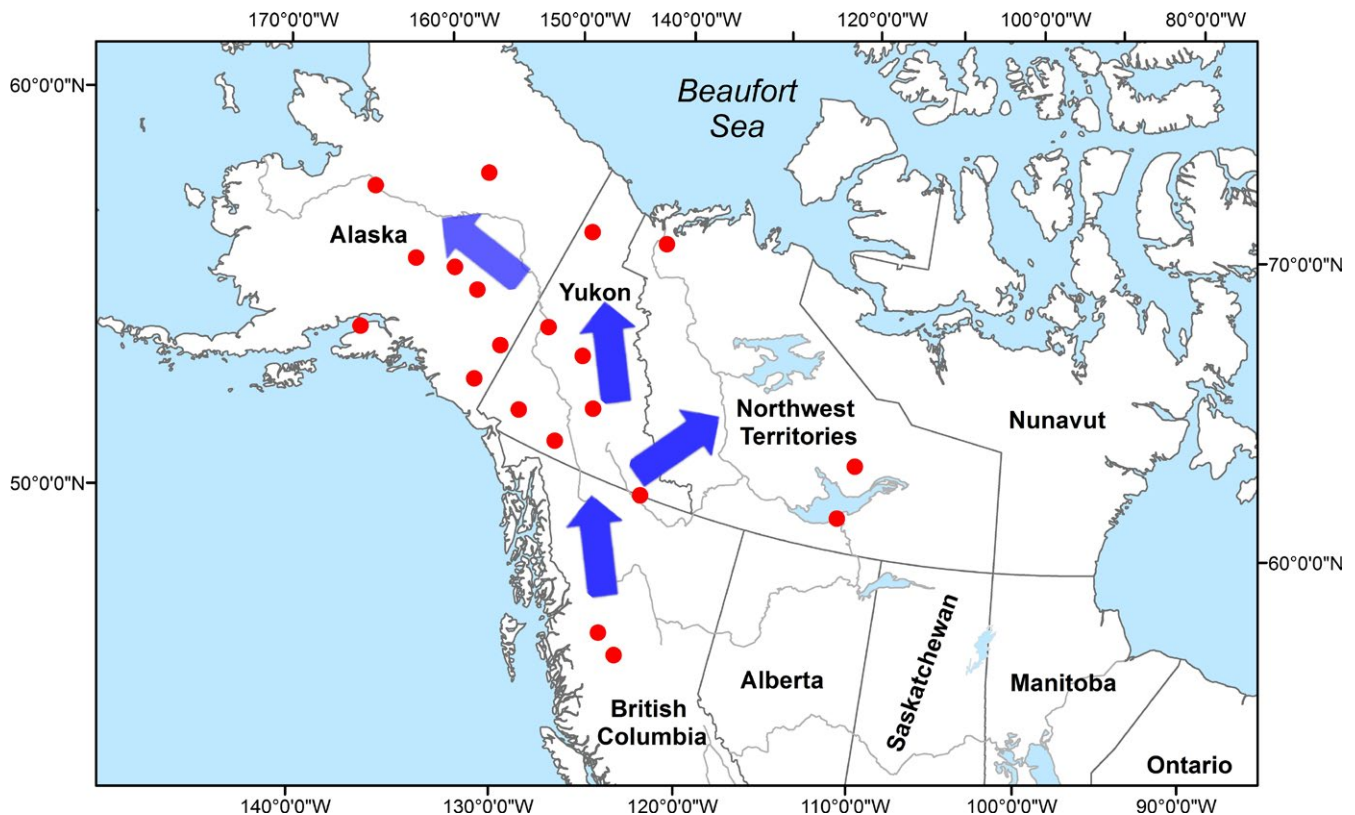 170°0'0"W 160°0'0"W 150°0'0"W 140°0'0"W 120°0'0"W 100°0'0"W 80°0'0"W
60°0'0"N
Beaufort
Sea
Alaska
70°0'0"N
Yukon
Northwest
Territories
Nunavut
50°0'0"N
60°0'0"N
Alberta
Saskatchewan
Manitoba
British
Columbia
Ontario
140°0'0"W 130°0'0"W 120°0'0"W 110°0'0"W 100°0'0"W 90°0'0"W